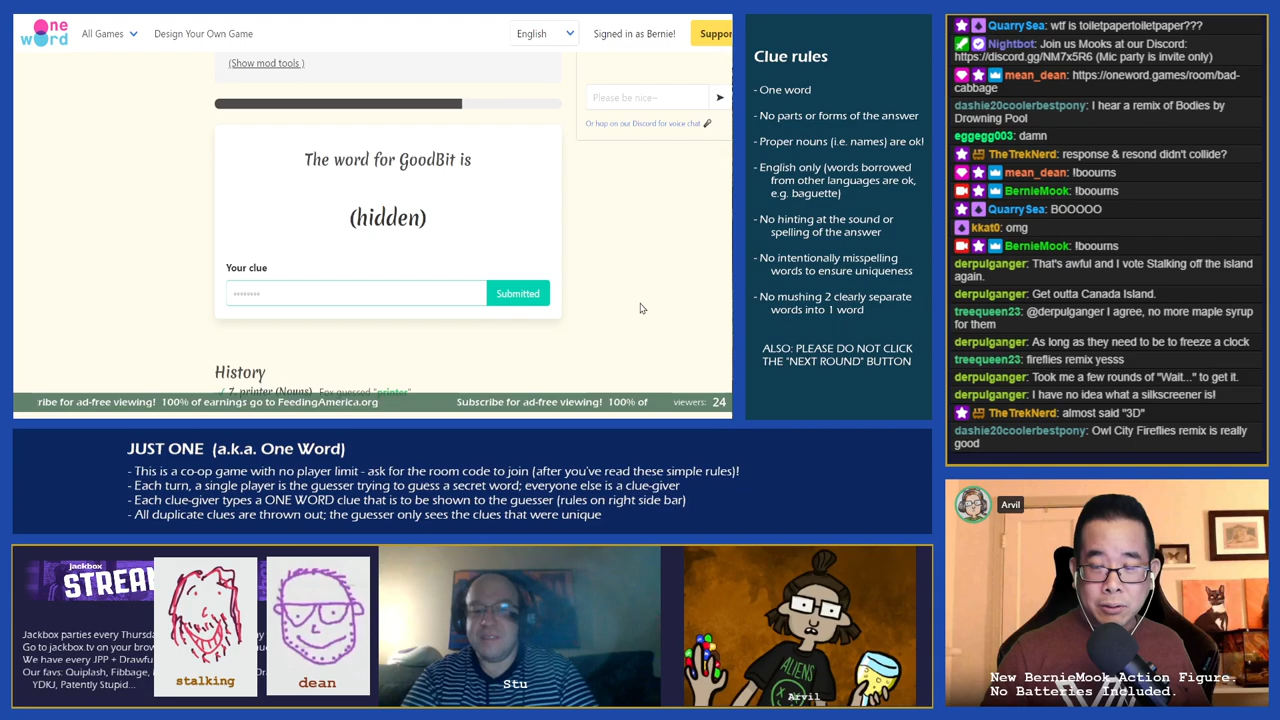 One
W rd
All Games
Design Your Own Game
English
Signed in as Bernie!
Suppor
(Show mod tools )
Please be nice~
Or hop on our Discord for voice chat
The word for GoodBit is
(hidden)
Your clue
Submitted
History
7. printer (Nouns) Fox guessed "printer"
ribe for ad-free viewing! 100% of earnings go to FeedingAmerica.org
Subscribe for ad-free viewing! 100% of
viewers: 24
Clue rules
- One word
- No parts or forms of the answer
- Proper nouns (i.e. names) are ok!
- English only (words borrowed
from other languages are ok,
e.g. baguette)
- No hinting at the sound or
spelling of the answer
- No intentionally misspelling
words to ensure uniqueness
- No mushing 2 clearly separate
words into 1 word
ALSO: PLEASE DO NOT CLICK
THE "NEXT ROUND" BUTTON
QuarrySea: wtf is toiletpapertoiletpaper???
Nightbot: Join us Mooks at our Discord:
https://discord.gg/NM7x5R6 (Mic party is invite only)
mean_dean: https://oneword.games/room/bad-
cabbage
dashie20coolerbestpony: I hear a remix of Bodies by
Drowning Pool
eggegg003: damn
TheTrekNerd: response & resond didn't collide?
mean_dean: !boourns
BernieMook: !boourns
QuarrySea: BOOOOO
kkat0: omg
BernieMook: !boourns
derpulganger: That's awful and I vote Stalking off the island
again.
derpulganger: Get outta Canada Island.
treequeen23: @derpulganger I agree, no more maple syrup
for them
derpulganger: As long as they need to be to freeze a clock
treequeen23: fireflies remix yesss
derpulganger: Took me a few rounds of "Wait..." to get it.
derpulganger: I have no idea what a silkscreener is!
TheTrekNerd: almost said "3D"
dashie20coolerbestpony: Owl City Fireflies remix is really
good
JUST ONE (a.k.a. One Word)
- This is a co-op game with no player limit - ask for the room code to join (after you've read these simple rules)!
- Each turn, a single player is the guesser trying to guess a secret word; everyone else is a clue-giver
- Each clue-giver types a ONE WORD clue that is to be shown to the guesser (rules on right side bar)
- All duplicate clues are thrown out; the guesser only sees the clues that were unique
jackbox
STREA
Jackbox parties every Thursda
Go to jackbox.tv on your brow
We have every JPP + Drawfu
Our favs: Quiplash, Fibbage,
YDKJ, Patently Stupid...
stalking
dean
Stu
ALIENS
Arvil
Arvil
New BernieMook Action Figure.
No Batteries Included.